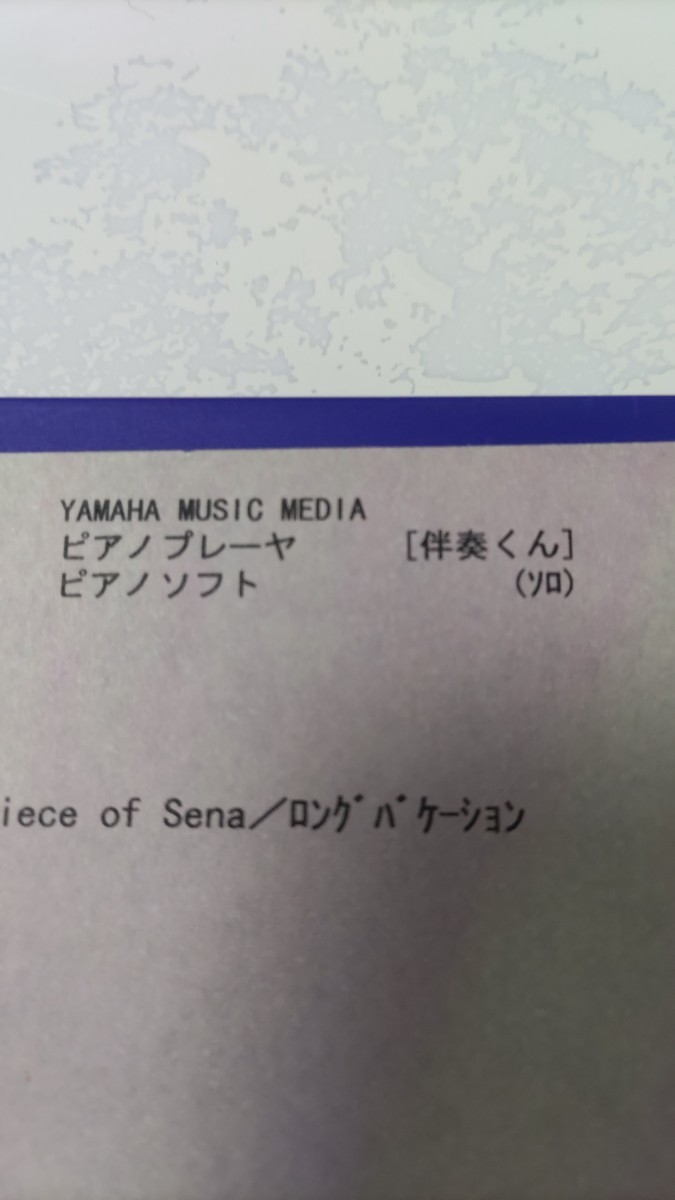 YAMAHA MUSIC MEDIA
ピアノプレーヤ [伴奏くん]
ピアノソフト (ｿﾛ)
iece of Sena／ﾛﾝｸﾞﾊﾞｹｰｼｮﾝ